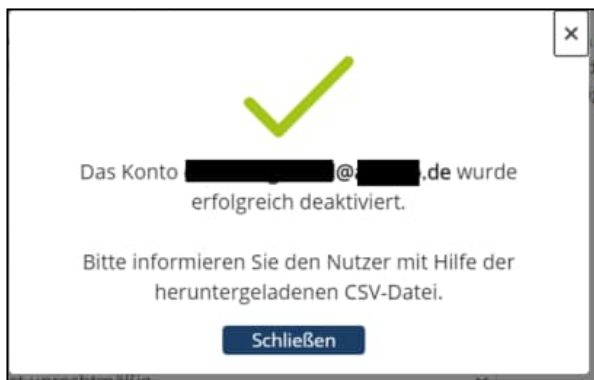 Das Konto @ .de wurde
erfolgreich deaktiviert.
Bitte informieren Sie den Nutzer mit Hilfe der
heruntergeladenen CSV-Datei.
Schließen